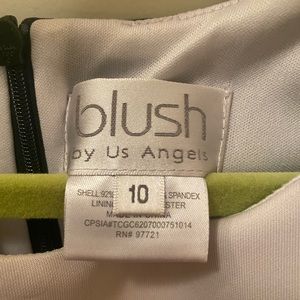 blush
by Us Angels
SHELL 92% SPANDEX
LINING
10
MADE IN CHINA
CPSIA#TCGC6207000751014
RN# 97721